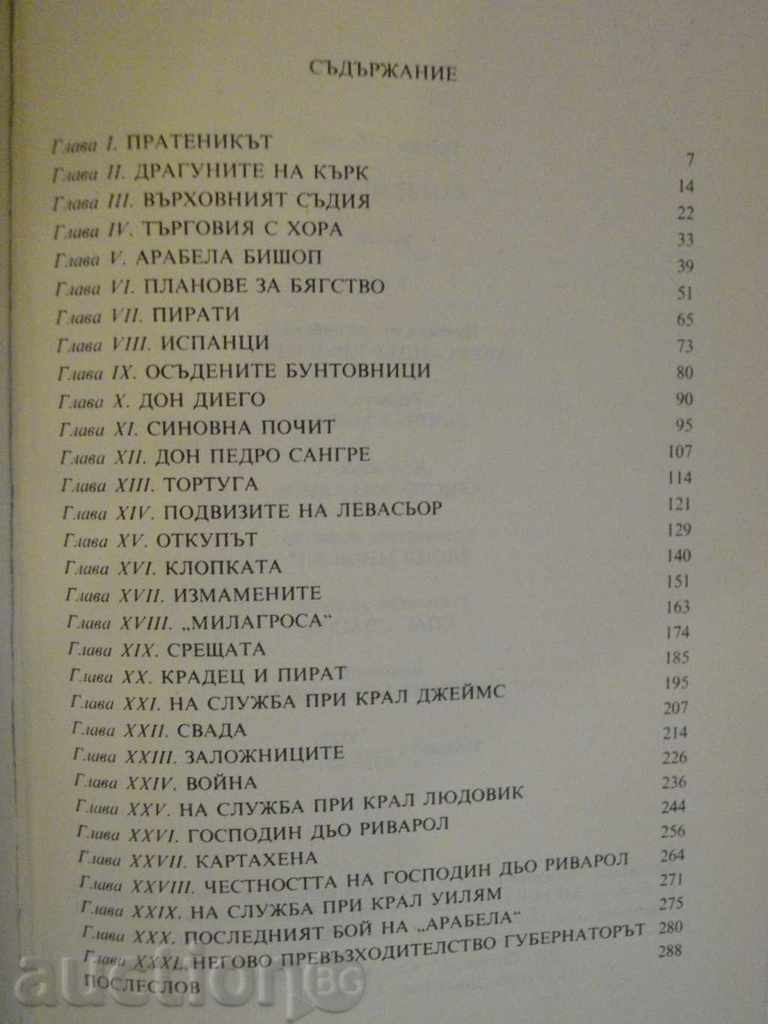 СЪДЪРЖАНИЕ
Глава I. ПРАТЕНИКЪТ 7
Глава II. ДРАГУНИТЕ НА КЪРК 14
Глава III. ВЪРХОВНИЯТ СЪДИЯ 22
Глава IV. ТЪРГОВИЯ С ХОРА 33
Глава V. АРАБЕЛА БИШОП 39
Глава VI. ПЛАНОВЕ ЗА БЯГСТВО 51
Глава VII. ПИРАТИ 65
Глава VIII. ИСПАНЦИ 73
Глава IX. ОСЪДЕНИТЕ БУНТОВНИЦИ 80
Глава X. ДОН ДИЕГО 90
Глава XI. СИНОВНА ПОЧИТ 95
Глава XII. ДОН ПЕДРО САНГРЕ 107
Глава XIII. ТОРТУГА 114
Глава XIV. ПОДВИЗИТЕ НА ЛЕВАСЬОР 121
Глава XV. ОТКУПЪТ 129
Глава XVI. КЛОПКАТА 140
Глава XVII. ИЗМАМЕНИТЕ 151
Глава XVIII. „МИЛАГРОСА“ 163
Глава XIX. СРЕЩАТА 174
Глава XX. КРАДЕЦ И ПИРАТ 185
Глава XXI. НА СЛУЖБА ПРИ КРАЛ ДЖЕЙМС 195
Глава XXII. СВАДА 207
Глава XXIII. ЗАЛОЖНИЦИТЕ 214
Глава XXIV. ВОЙНА 226
Глава XXV. НА СЛУЖБА ПРИ КРАЛ ЛЮДОВИК 236
Глава XXVI. ГОСПОДИН ДЬО РИВАРОЛ 244
Глава XXVII. КАРТАХЕНА 256
Глава XXVIII. ЧЕСТНОСТТА НА ГОСПОДИН ДЬО РИВАРОЛ 264
Глава XXIX. НА СЛУЖБА ПРИ КРАЛ УИЛЯМ 271
Глава XXX. ПОСЛЕДНИЯТ БОЙ НА „АРАБЕЛА“ 275
Глава XXXI. НЕГОВО ПРЕВЪЗХОДИТЕЛСТВО ГУБЕРНАТОРЪТ 280
ПОСЛЕСЛОВ 288
auctionBG